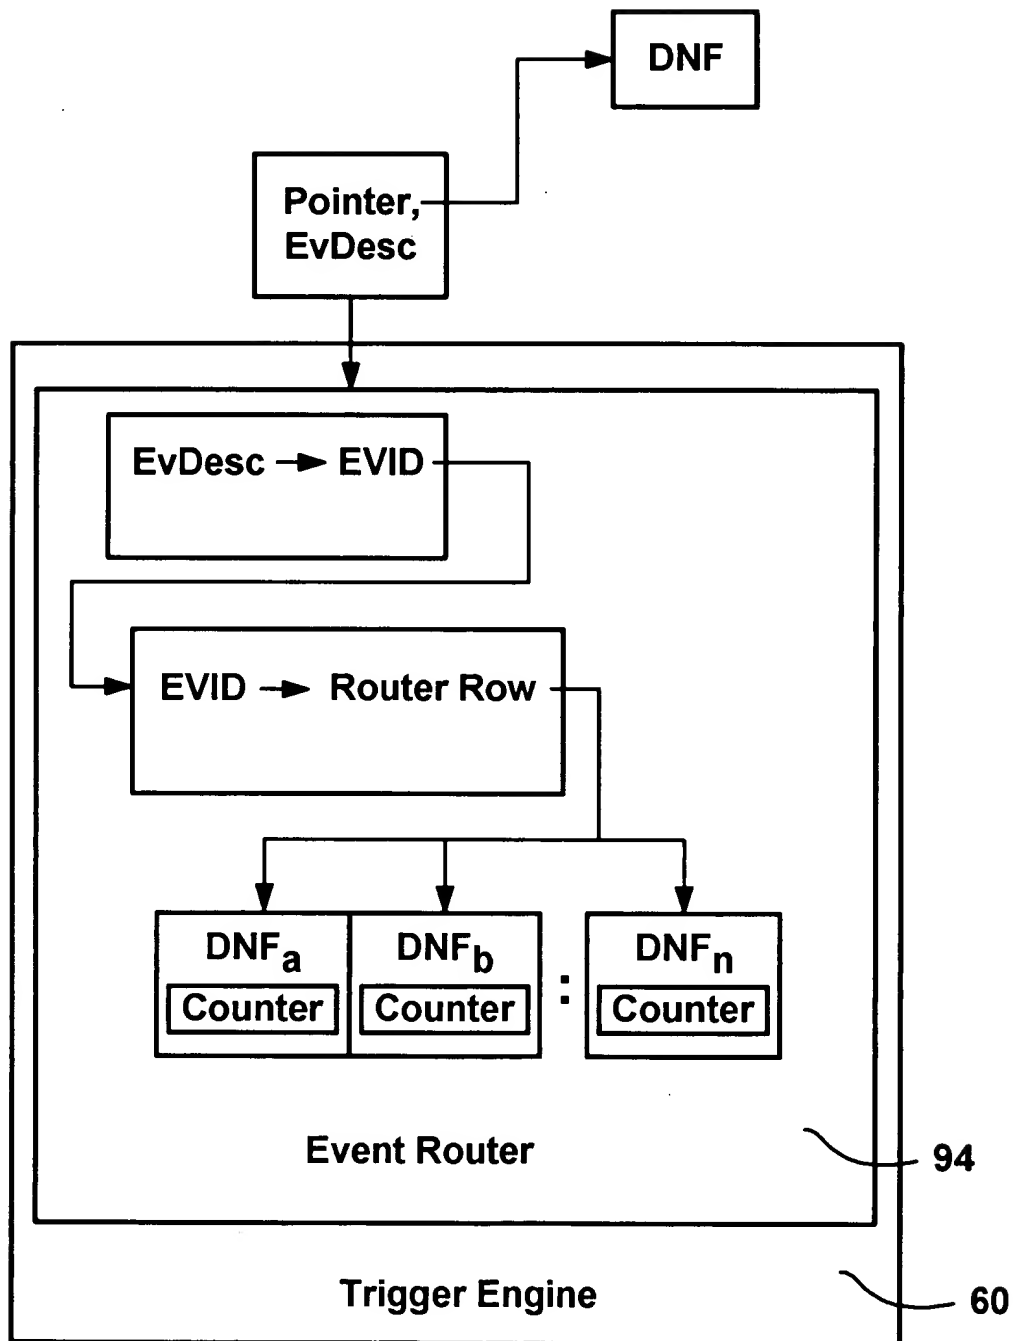 DNF
Pointer,
EvDesc
EvDesc → EVID
EVID → Router Row
DNFa
DNFb
:
DNFn
Counter
Counter
Counter
Event Router
94
Trigger Engine
60